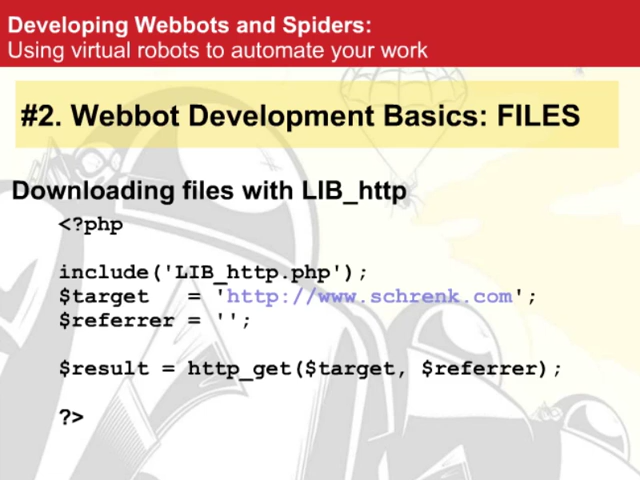 Developing Webbots and Spiders:
Using virtual robots to automate your work
#2. Webbot Development Basics: FILES
Downloading files with LIB_http
<?php
include('LIB_http.php');
$target   = 'http://www.schrenk.com';
$referrer = '';
$result = http_get($target, $referrer);
?>